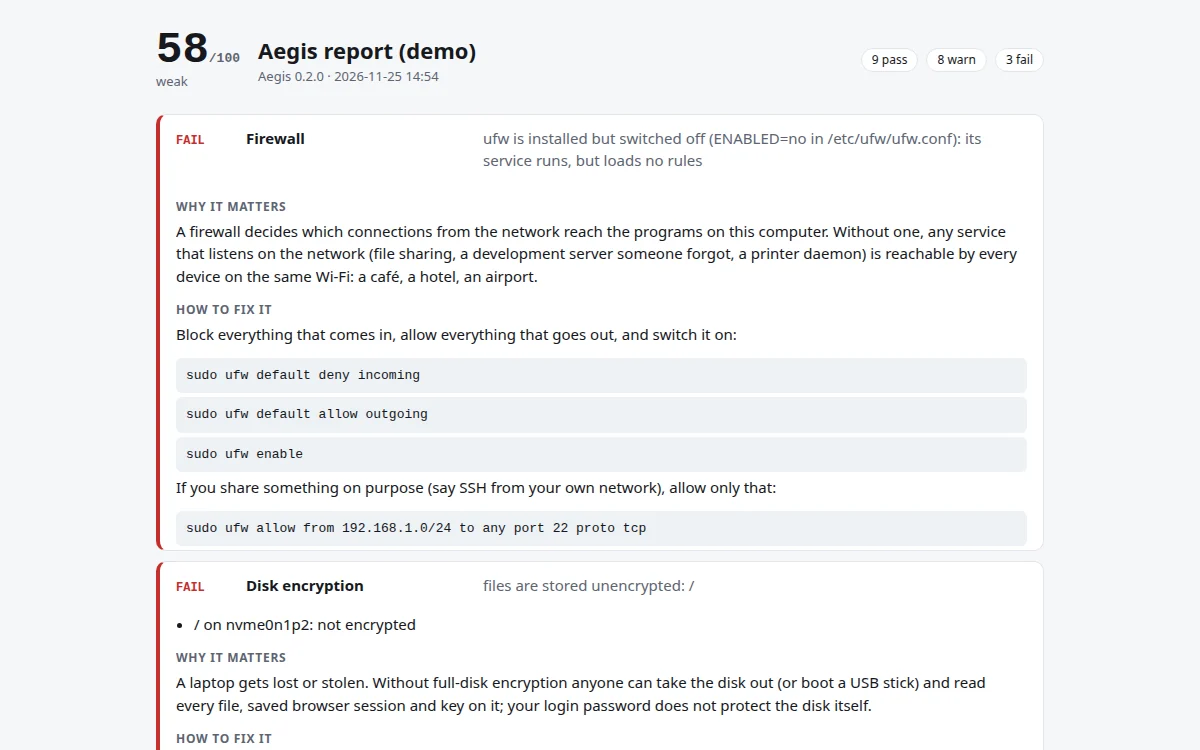 58/100
weak
Aegis report (demo)
Aegis 0.2.0 · 2026-11-25 14:54
9 pass
8 warn
3 fail
FAIL
Firewall
ufw is installed but switched off (ENABLED=no in /etc/ufw/ufw.conf): its
service runs, but loads no rules
WHY IT MATTERS
A firewall decides which connections from the network reach the programs on this computer. Without one, any service
that listens on the network (file sharing, a development server someone forgot, a printer daemon) is reachable by every
device on the same Wi-Fi: a café, a hotel, an airport.
HOW TO FIX IT
Block everything that comes in, allow everything that goes out, and switch it on:
sudo ufw default deny incoming
sudo ufw default allow outgoing
sudo ufw enable
If you share something on purpose (say SSH from your own network), allow only that:
sudo ufw allow from 192.168.1.0/24 to any port 22 proto tcp
FAIL
Disk encryption
files are stored unencrypted: /
• / on nvme0n1p2: not encrypted
WHY IT MATTERS
A laptop gets lost or stolen. Without full-disk encryption anyone can take the disk out (or boot a USB stick) and read
every file, saved browser session and key on it; your login password does not protect the disk itself.
HOW TO FIX IT